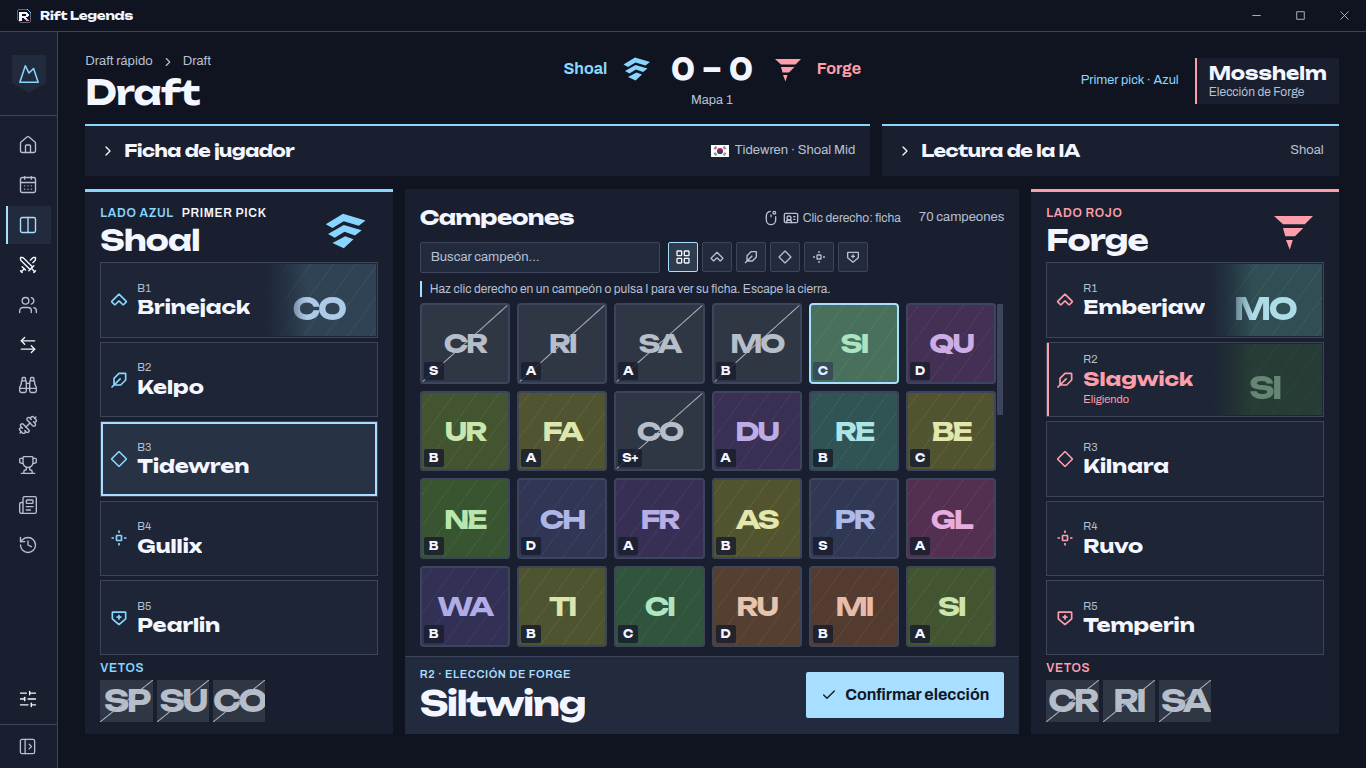 Rift Legends
Draft rápido > Draft
Draft
Shoal 0 – 0 Forge
Mapa 1
Primer pick · Azul
Mosshelm
Elección de Forge
Ficha de jugador
Tidewren · Shoal Mid
Lectura de la IA
Shoal
LADO AZUL PRIMER PICK
Shoal
B1
Brinejack
CO
B2
Kelpo
B3
Tidewren
B4
Gullix
B5
Pearlin
VETOS
SP SU CO
Campeones
Clic derecho: ficha
70 campeones
Buscar campeón...
Haz clic derecho en un campeón o pulsa I para ver su ficha. Escape la cierra.
CR RI SA MO SI QU
S A A B C D
UR FA CO DU RE BE
B A S+ A B C
NE CH FR AS PR GL
B D A B S A
WA TI CI RU MI SI
B B C D B A
R2 · ELECCIÓN DE FORGE
Siltwing
Confirmar elección
LADO ROJO
Forge
R1
Emberjaw
MO
R2
Slagwick
Eligiendo
SI
R3
Kilnara
R4
Ruvo
R5
Temperin
VETOS
CR RI SA